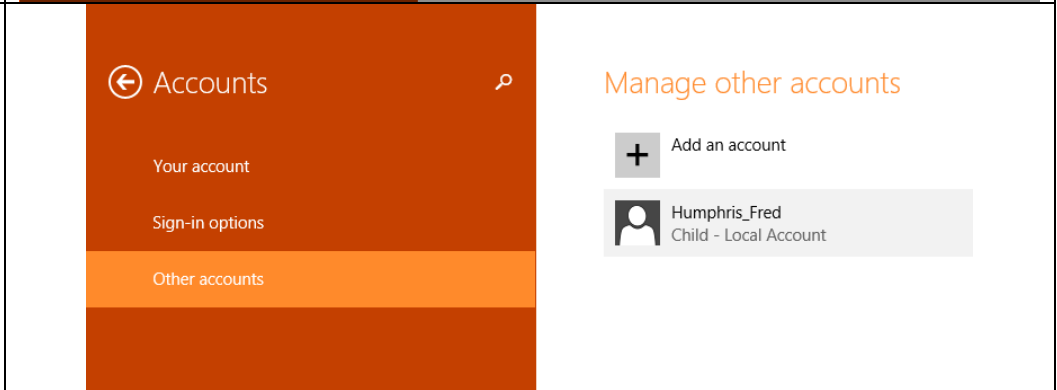 Accounts
Your account
Sign-in options
Other accounts
Manage other accounts
Add an account
Humphris_Fred
Child - Local Account